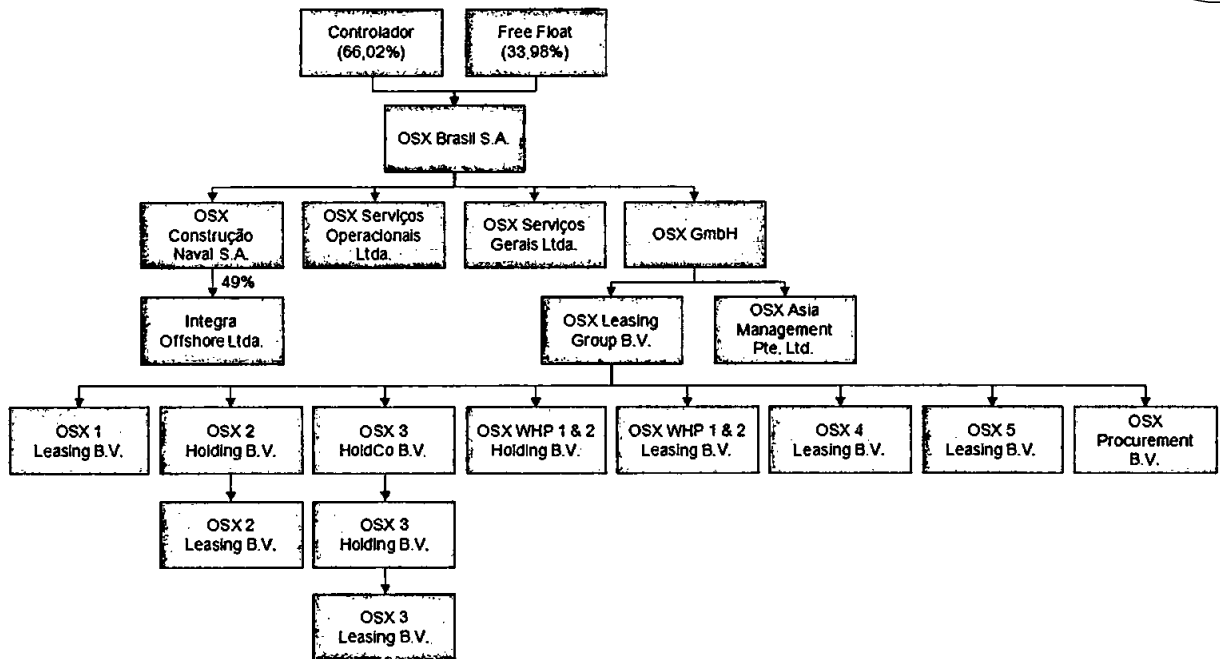 Controlador
(66,02%)
Free Float
(33,98%)
OSX Brasil S.A.
OSX
Construção
Naval S.A.
OSX Serviços
Operacionais
Ltda.
OSX Serviços
Gerais Ltda.
OSX GmbH
49%
Integra
Offshore Ltda.
OSX Leasing
Group B.V.
OSX Asia
Management
Pte. Ltd.
OSX 1
Leasing B.V.
OSX 2
Holding B.V.
OSX 3
HoldCo B.V.
OSX WHP 1 & 2
Holding B.V.
OSX WHP 1 & 2
Leasing B.V.
OSX 4
Leasing B.V.
OSX 5
Leasing B.V.
OSX
Procurement
B.V.
OSX 2
Leasing B.V.
OSX 3
Holding B.V.
OSX 3
Leasing B.V.